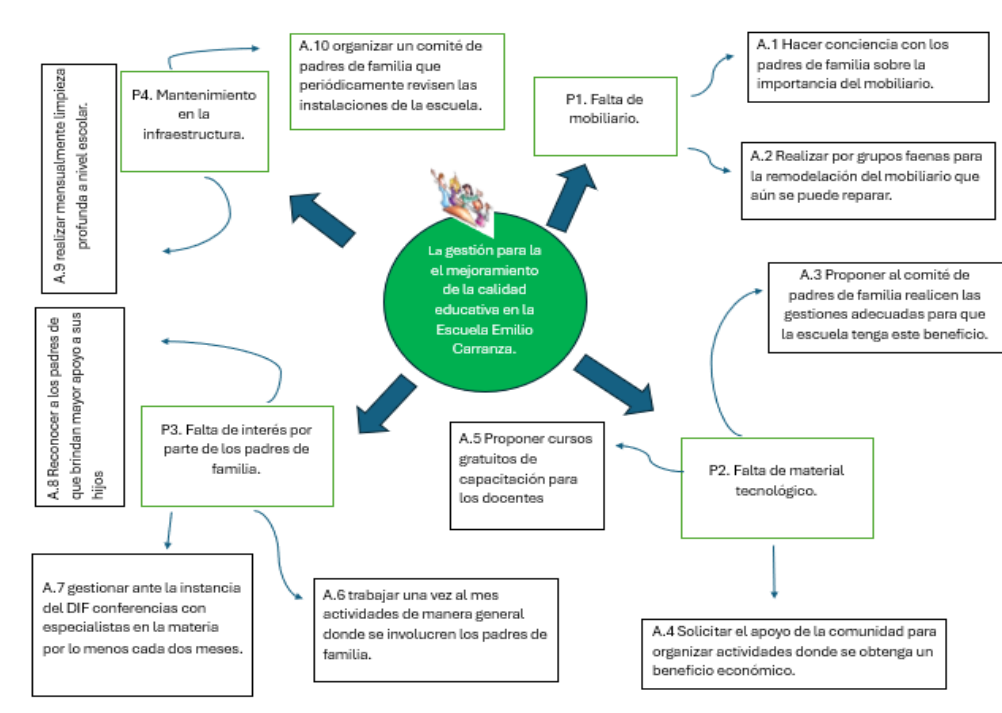 A.10 organizar un comité de
padres de familia que
periódicamente revisen las
instalaciones de la escuela.
A.1 Hacer conciencia con los
padres de familia sobre la
importancia del mobiliario.
P4. Mantenimiento
en la
infraestructura.
P1. Falta de
mobiliario.
A.9 realizar mensualmente limpieza
profunda a nivel escolar.
A.2 Realizar por grupos faenas para
la remodelación del mobiliario que
aún se puede reparar.
La gestión para la
el mejoramiento
de la calidad
educativa en la
Escuela Emilio
Carranza.
A.3 Proponer al comité de
padres de familia realicen las
gestiones adecuadas para que
la escuela tenga este beneficio.
A.8 Reconocer a los padres de
que brindan mayor apoyo a sus
hijos
P3. Falta de interés por
parte de los padres de
familia.
A.5 Proponer cursos
gratuitos de
capacitación para
los docentes
P2. Falta de material
tecnológico.
A.7 gestionar ante la instancia
del DIF conferencias con
especialistas en la materia
por lo menos cada dos meses.
A.6 trabajar una vez al mes
actividades de manera general
donde se involucren los padres de
familia.
A.4 Solicitar el apoyo de la comunidad para
organizar actividades donde se obtenga un
beneficio económico.